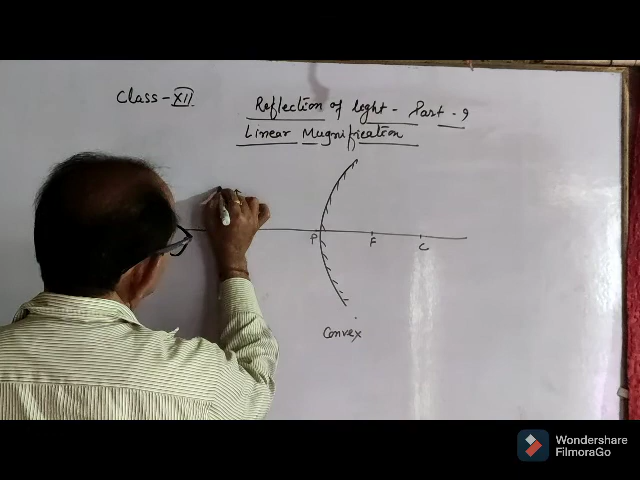 Class-XII
Reflection of light - Part - 9
Linear Magnification
P F C
Convex
Wondershare
FilmoraGo